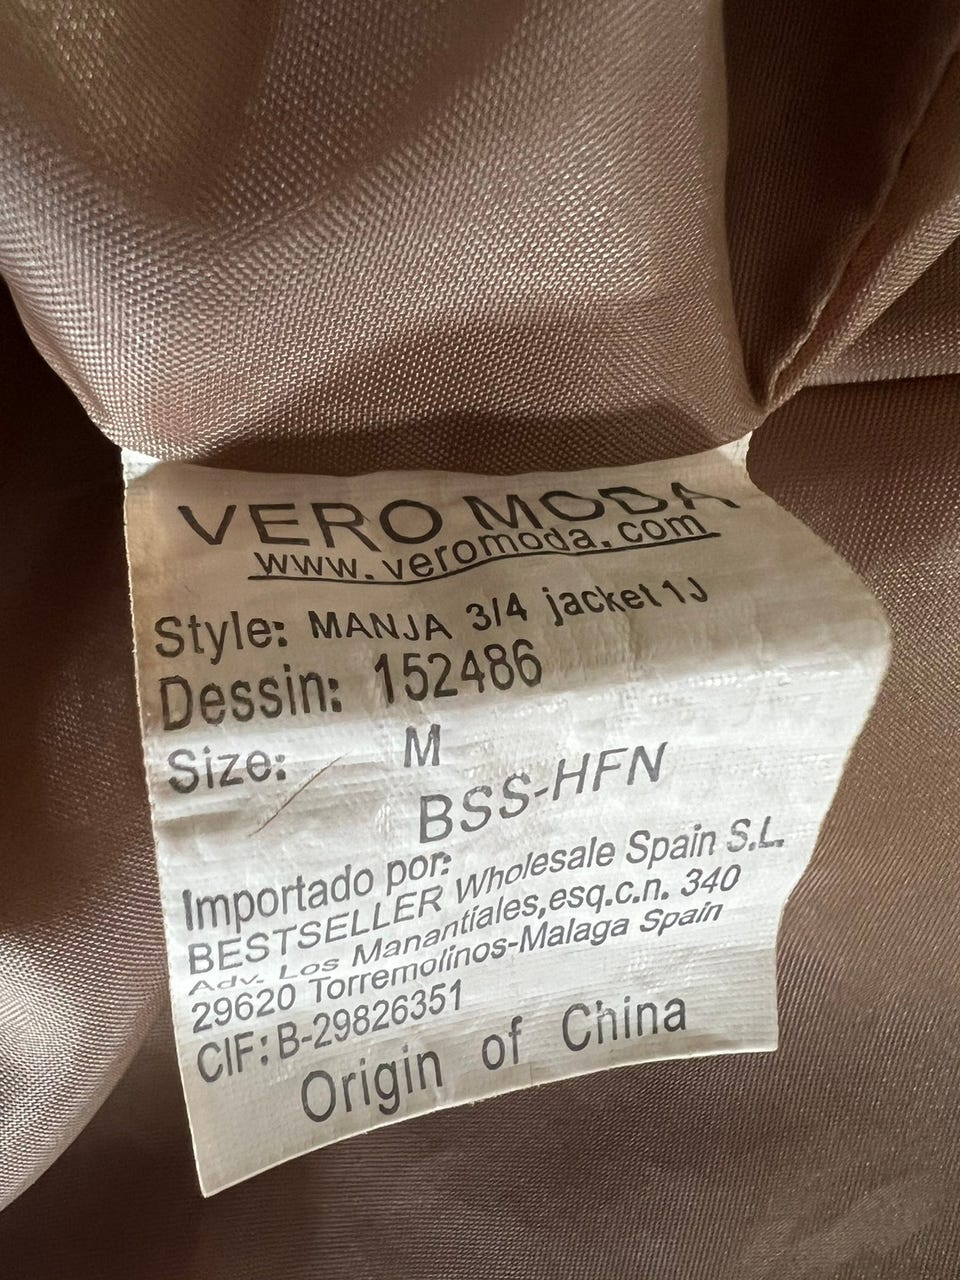 VERO MODA
www.veromoda.com
Style: MANJA 3/4 jacket 1J
Dessin: 152486
Size: M
BSS-HFN
Importado por:
BESTSELLER Wholesale Spain S.L.
Adv. Los Manantiales,esq.c.n. 340
29620 Torremolinos-Malaga Spain
CIF: B-29826351
Origin of China